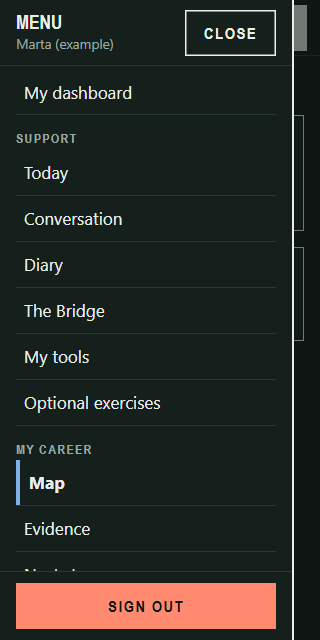 MENU
Marta (example)
CLOSE
My dashboard
SUPPORT
Today
Conversation
Diary
The Bridge
My tools
Optional exercises
MY CAREER
Map
Evidence
SIGN OUT